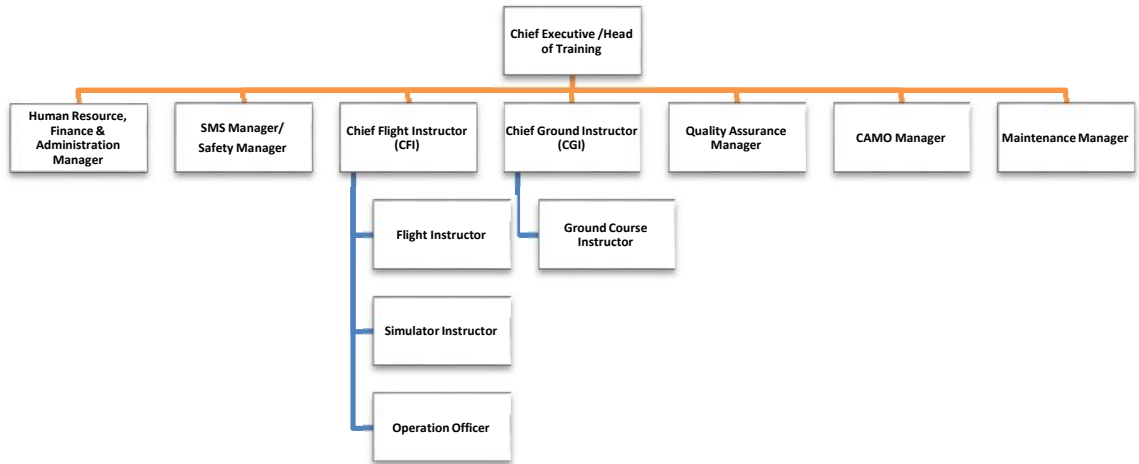 Chief Executive /Head
of Training
Human Resource,
Finance &
Administration
Manager
SMS Manager/
Safety Manager
Chief Flight Instructor
(CFI)
Chief Ground Instructor
(CGI)
Quality Assurance
Manager
CAMO Manager
Maintenance Manager
Flight Instructor
Ground Course
Instructor
Simulator Instructor
Operation Officer